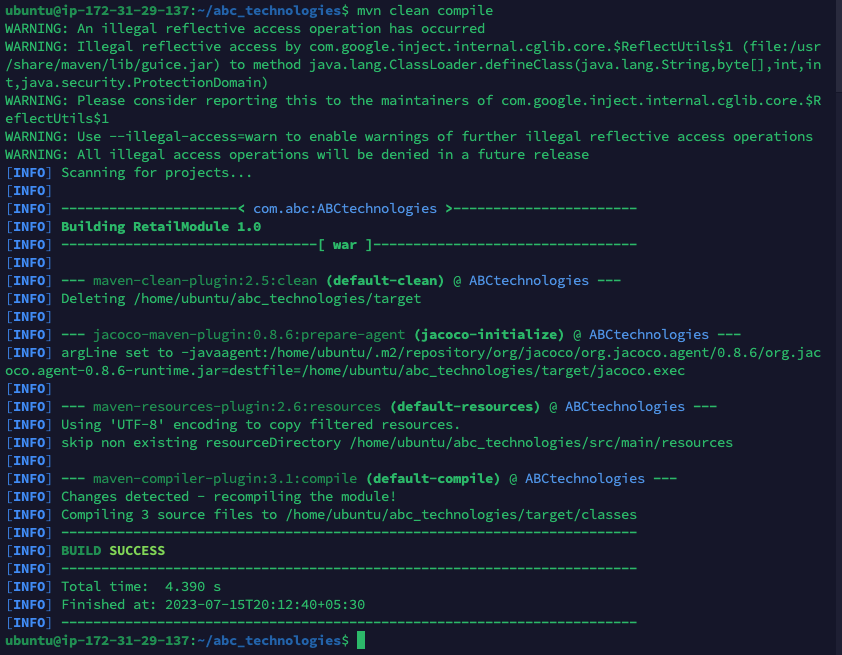 ubuntu@ip-172-31-29-137:~/abc_technologies$ mvn clean compile
WARNING: An illegal reflective access operation has occurred
WARNING: Illegal reflective access by com.google.inject.internal.cglib.core.$ReflectUtils$1 (file:/usr
/share/maven/lib/guice.jar) to method java.lang.ClassLoader.defineClass(java.lang.String,byte[],int,in
t,java.security.ProtectionDomain)
WARNING: Please consider reporting this to the maintainers of com.google.inject.internal.cglib.core.$R
eflectUtils$1
WARNING: Use --illegal-access=warn to enable warnings of further illegal reflective access operations
WARNING: All illegal access operations will be denied in a future release
[INFO] Scanning for projects...
[INFO]
[INFO] ----------------------< com.abc:ABCtechnologies >-----------------------
[INFO] Building RetailModule 1.0
[INFO] --------------------------------[ war ]---------------------------------
[INFO]
[INFO] --- maven-clean-plugin:2.5:clean (default-clean) @ ABCtechnologies ---
[INFO] Deleting /home/ubuntu/abc_technologies/target
[INFO]
[INFO] --- jacoco-maven-plugin:0.8.6:prepare-agent (jacoco-initialize) @ ABCtechnologies ---
[INFO] argLine set to -javaagent:/home/ubuntu/.m2/repository/org/jacoco/org.jacoco.agent/0.8.6/org.jac
oco.agent-0.8.6-runtime.jar=destfile=/home/ubuntu/abc_technologies/target/jacoco.exec
[INFO]
[INFO] --- maven-resources-plugin:2.6:resources (default-resources) @ ABCtechnologies ---
[INFO] Using 'UTF-8' encoding to copy filtered resources.
[INFO] skip non existing resourceDirectory /home/ubuntu/abc_technologies/src/main/resources
[INFO]
[INFO] --- maven-compiler-plugin:3.1:compile (default-compile) @ ABCtechnologies ---
[INFO] Changes detected - recompiling the module!
[INFO] Compiling 3 source files to /home/ubuntu/abc_technologies/target/classes
[INFO] ------------------------------------------------------------------------
[INFO] BUILD SUCCESS
[INFO] ------------------------------------------------------------------------
[INFO] Total time:  4.390 s
[INFO] Finished at: 2023-07-15T20:12:40+05:30
[INFO] ------------------------------------------------------------------------
ubuntu@ip-172-31-29-137:~/abc_technologies$